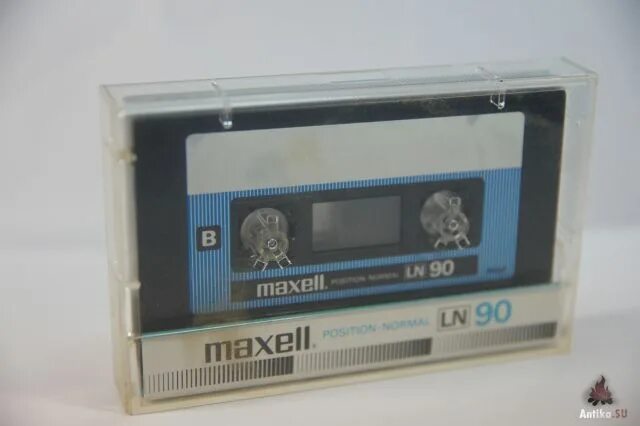 B
maxell. POSITION-NORMAL LN 90
maxell. POSITION-NORMAL LN 90
Antika.SU